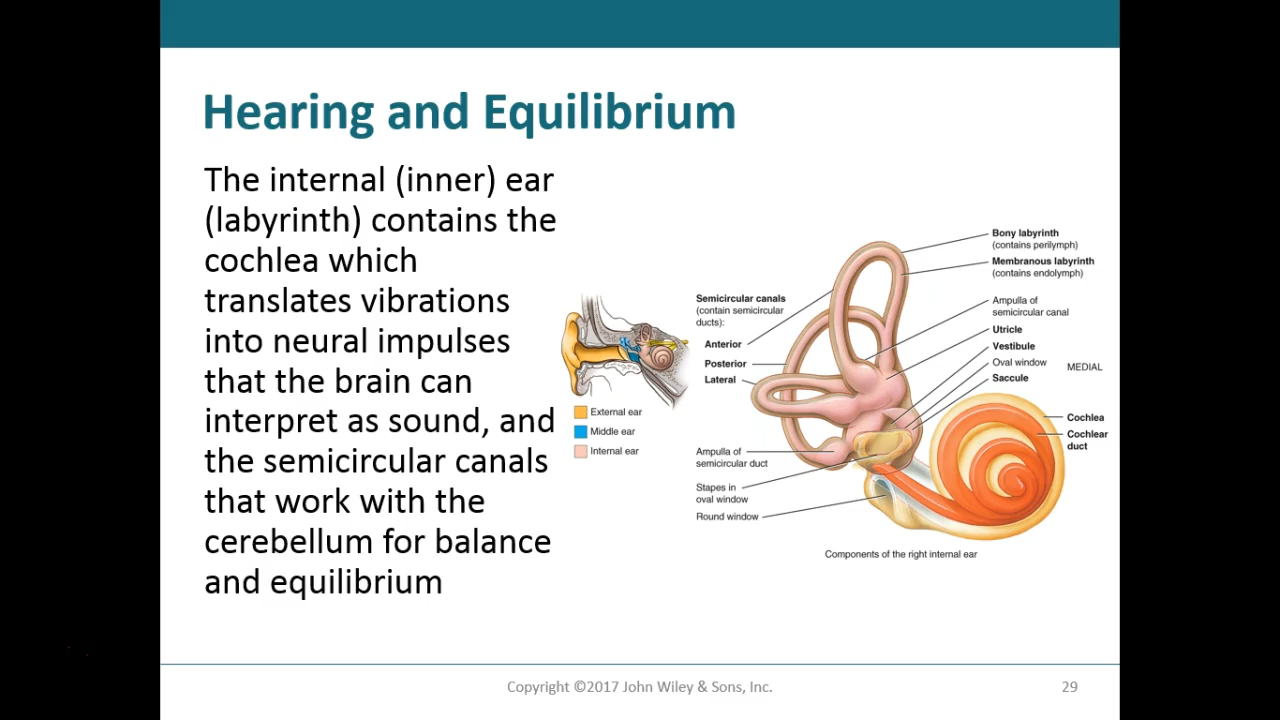 Hearing and Equilibrium
The internal (inner) ear
(labyrinth) contains the
cochlea which
translates vibrations
into neural impulses
that the brain can
interpret as sound, and
the semicircular canals
that work with the
cerebellum for balance
and equilibrium
External ear
Middle ear
Internal ear
Semicircular canals
(contain semicircular
ducts):
Anterior
Posterior
Lateral
Ampulla of
semicircular duct
Stapes in
oval window
Round window
Bony labyrinth
(contains perilymph)
Membranous labyrinth
(contains endolymph)
Ampulla of
semicircular canal
Utricle
Vestibule
Oval window
Saccule
MEDIAL
Cochlea
Cochlear
duct
Components of the right internal ear
Copyright ©2017 John Wiley & Sons, Inc.
29